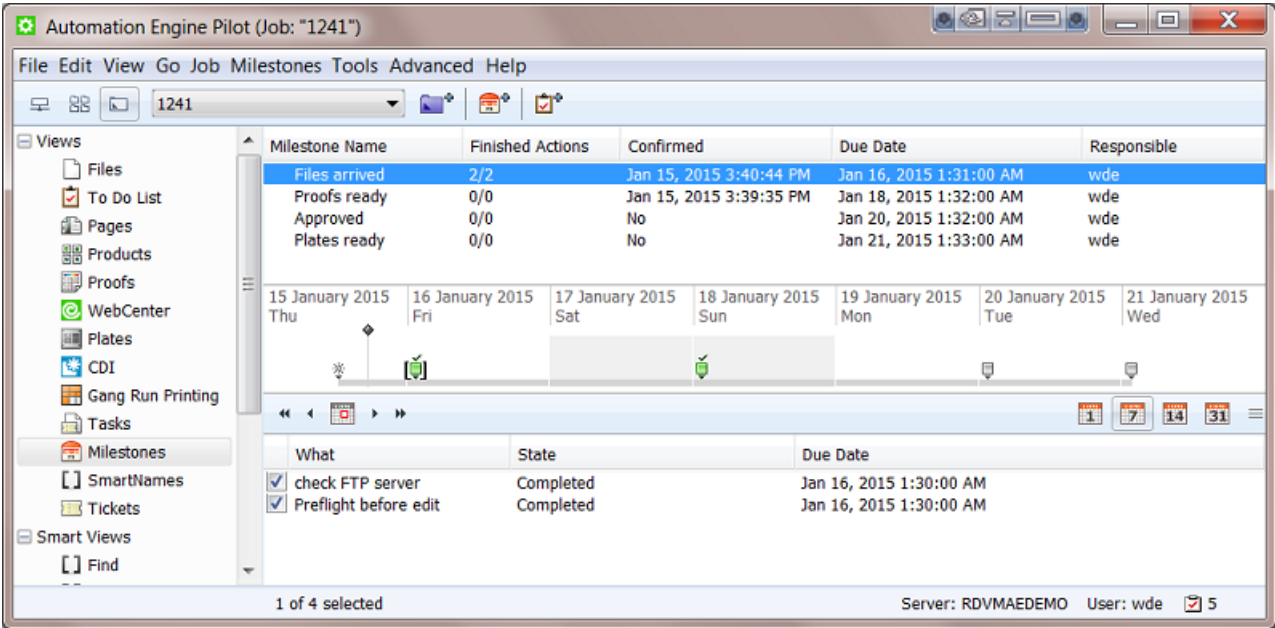 Automation Engine Pilot (Job: "1241")
File Edit View Go Job Milestones Tools Advanced Help
1241
Views
Files
To Do List
Pages
Products
Proofs
WebCenter
Plates
CDI
Gang Run Printing
Tasks
Milestones
SmartNames
Tickets
Smart Views
Find
Milestone Name Finished Actions Confirmed Due Date Responsible
Files arrived 2/2 Jan 15, 2015 3:40:44 PM Jan 16, 2015 1:31:00 AM wde
Proofs ready 0/0 Jan 15, 2015 3:39:35 PM Jan 18, 2015 1:32:00 AM wde
Approved 0/0 No Jan 20, 2015 1:32:00 AM wde
Plates ready 0/0 No Jan 21, 2015 1:33:00 AM wde
15 January 2015 16 January 2015 17 January 2015 18 January 2015 19 January 2015 20 January 2015 21 January 2015
Thu Fri Sat Sun Mon Tue Wed
1 7 14 31
What State Due Date
check FTP server Completed Jan 16, 2015 1:30:00 AM
Preflight before edit Completed Jan 16, 2015 1:30:00 AM
1 of 4 selected Server: RDVMAEDEMO User: wde 5